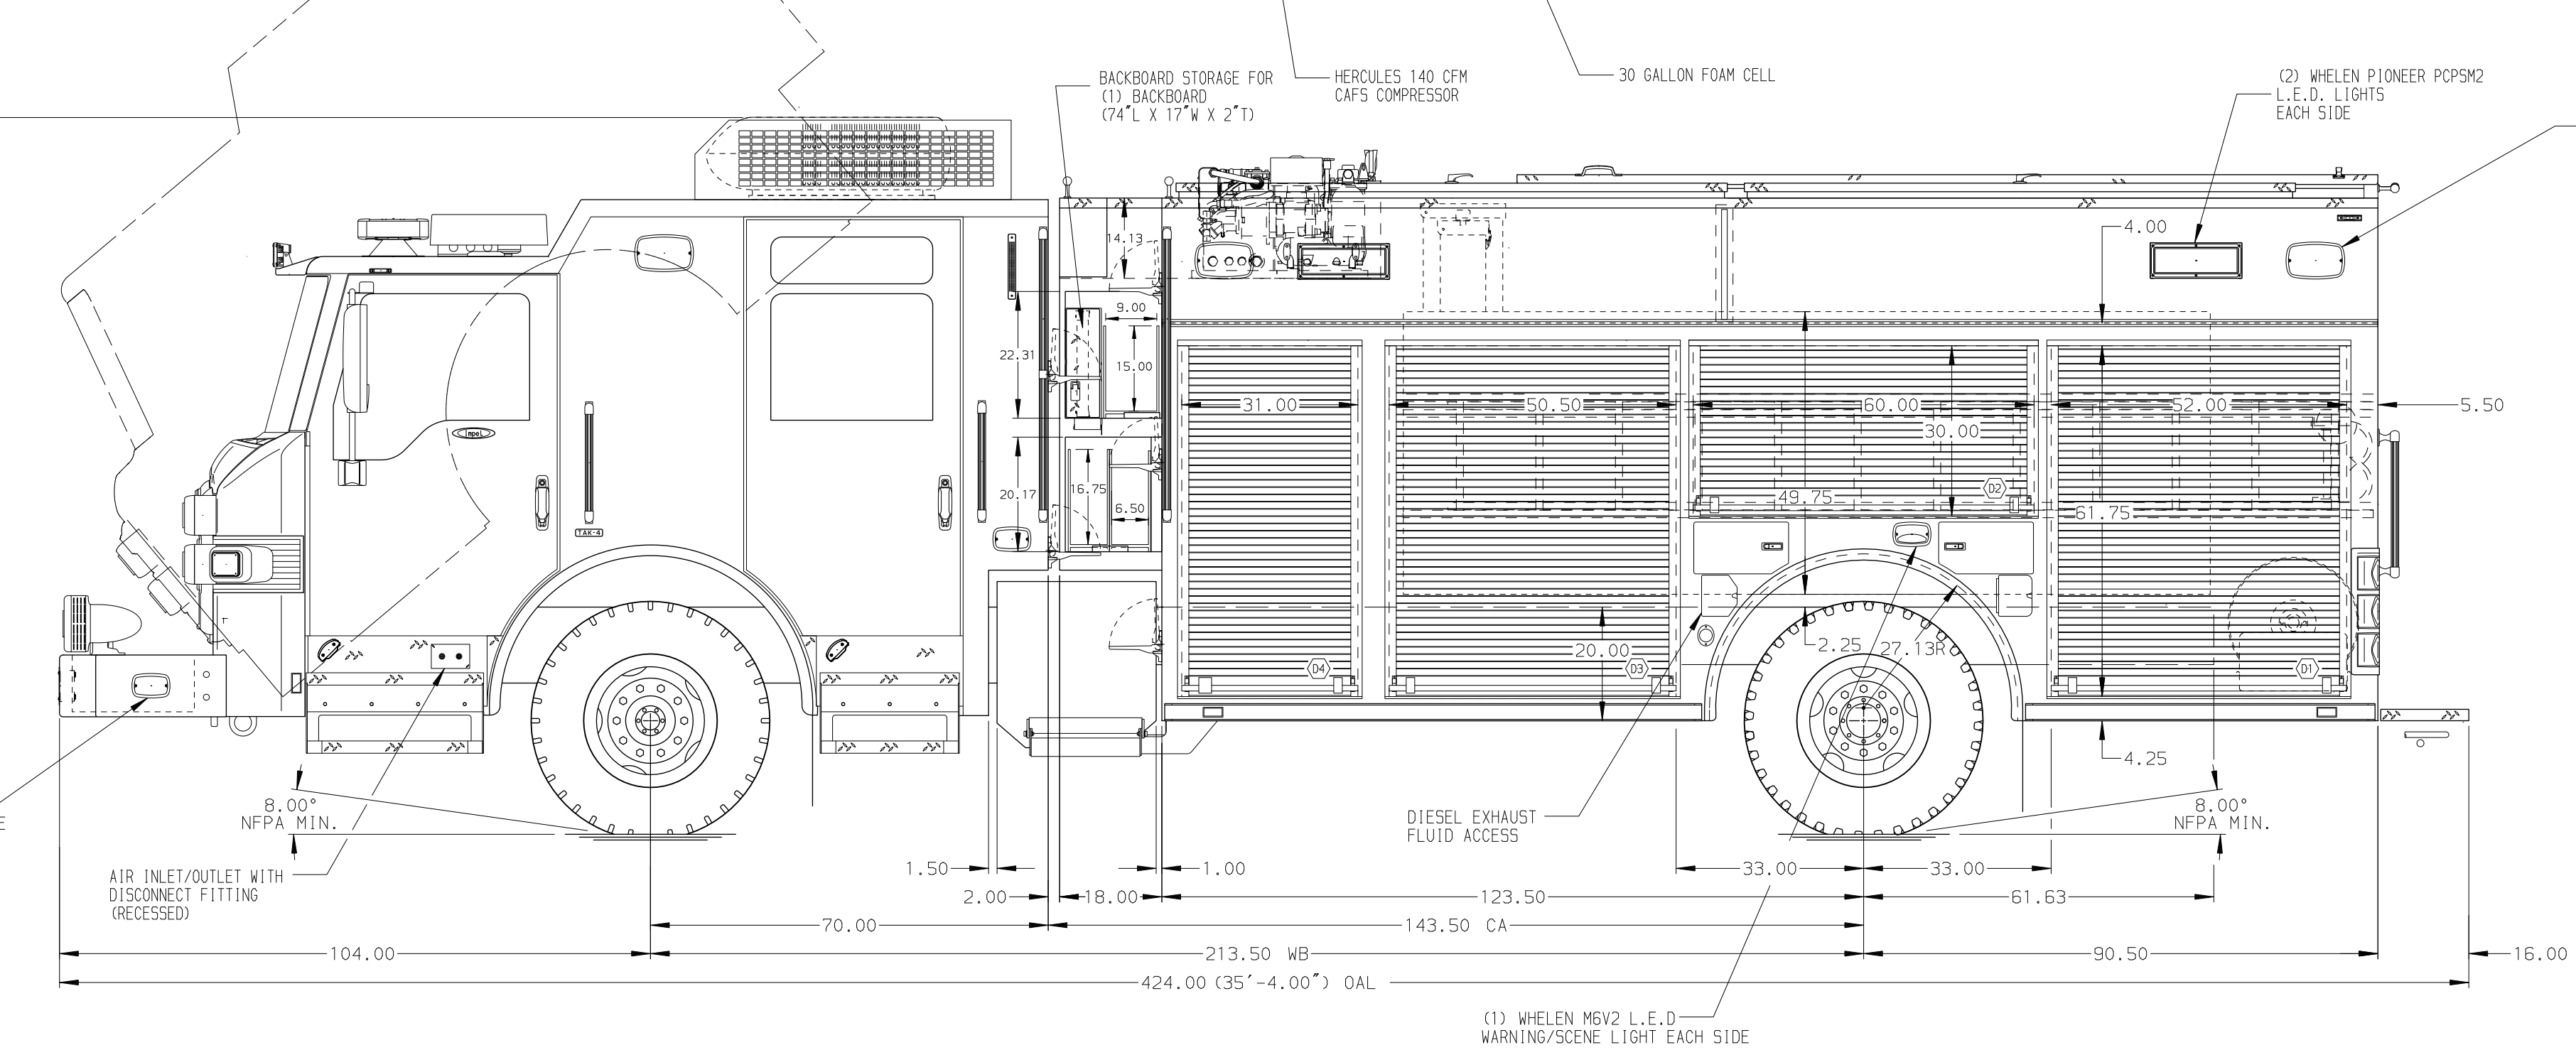 BACKBOARD STORAGE FOR
(1) BACKBOARD
(74"L X 17"W X 2"T)
HERCULES 140 CFM
CAFS COMPRESSOR
30 GALLON FOAM CELL
(2) WHELEN PIONEER PCPSM2
L.E.D. LIGHTS
EACH SIDE
4.00
14.13
9.00
22.31
15.00
31.00
50.50
60.00
52.00
5.50
30.00
Impel
16.75
20.17
6.50
49.75
D2
61.75
TAK-4
20.00
2.25
27.13R
D4
D3
D1
4.25
8.00°
NFPA MIN.
8.00°
NFPA MIN.
E
DIESEL EXHAUST
FLUID ACCESS
AIR INLET/OUTLET WITH
DISCONNECT FITTING
(RECESSED)
1.50
1.00
33.00
33.00
2.00
18.00
123.50
61.63
70.00
143.50 CA
104.00
213.50 WB
90.50
16.00
424.00 (35'-4.00") OAL
(1) WHELEN M6V2 L.E.D
WARNING/SCENE LIGHT EACH SIDE